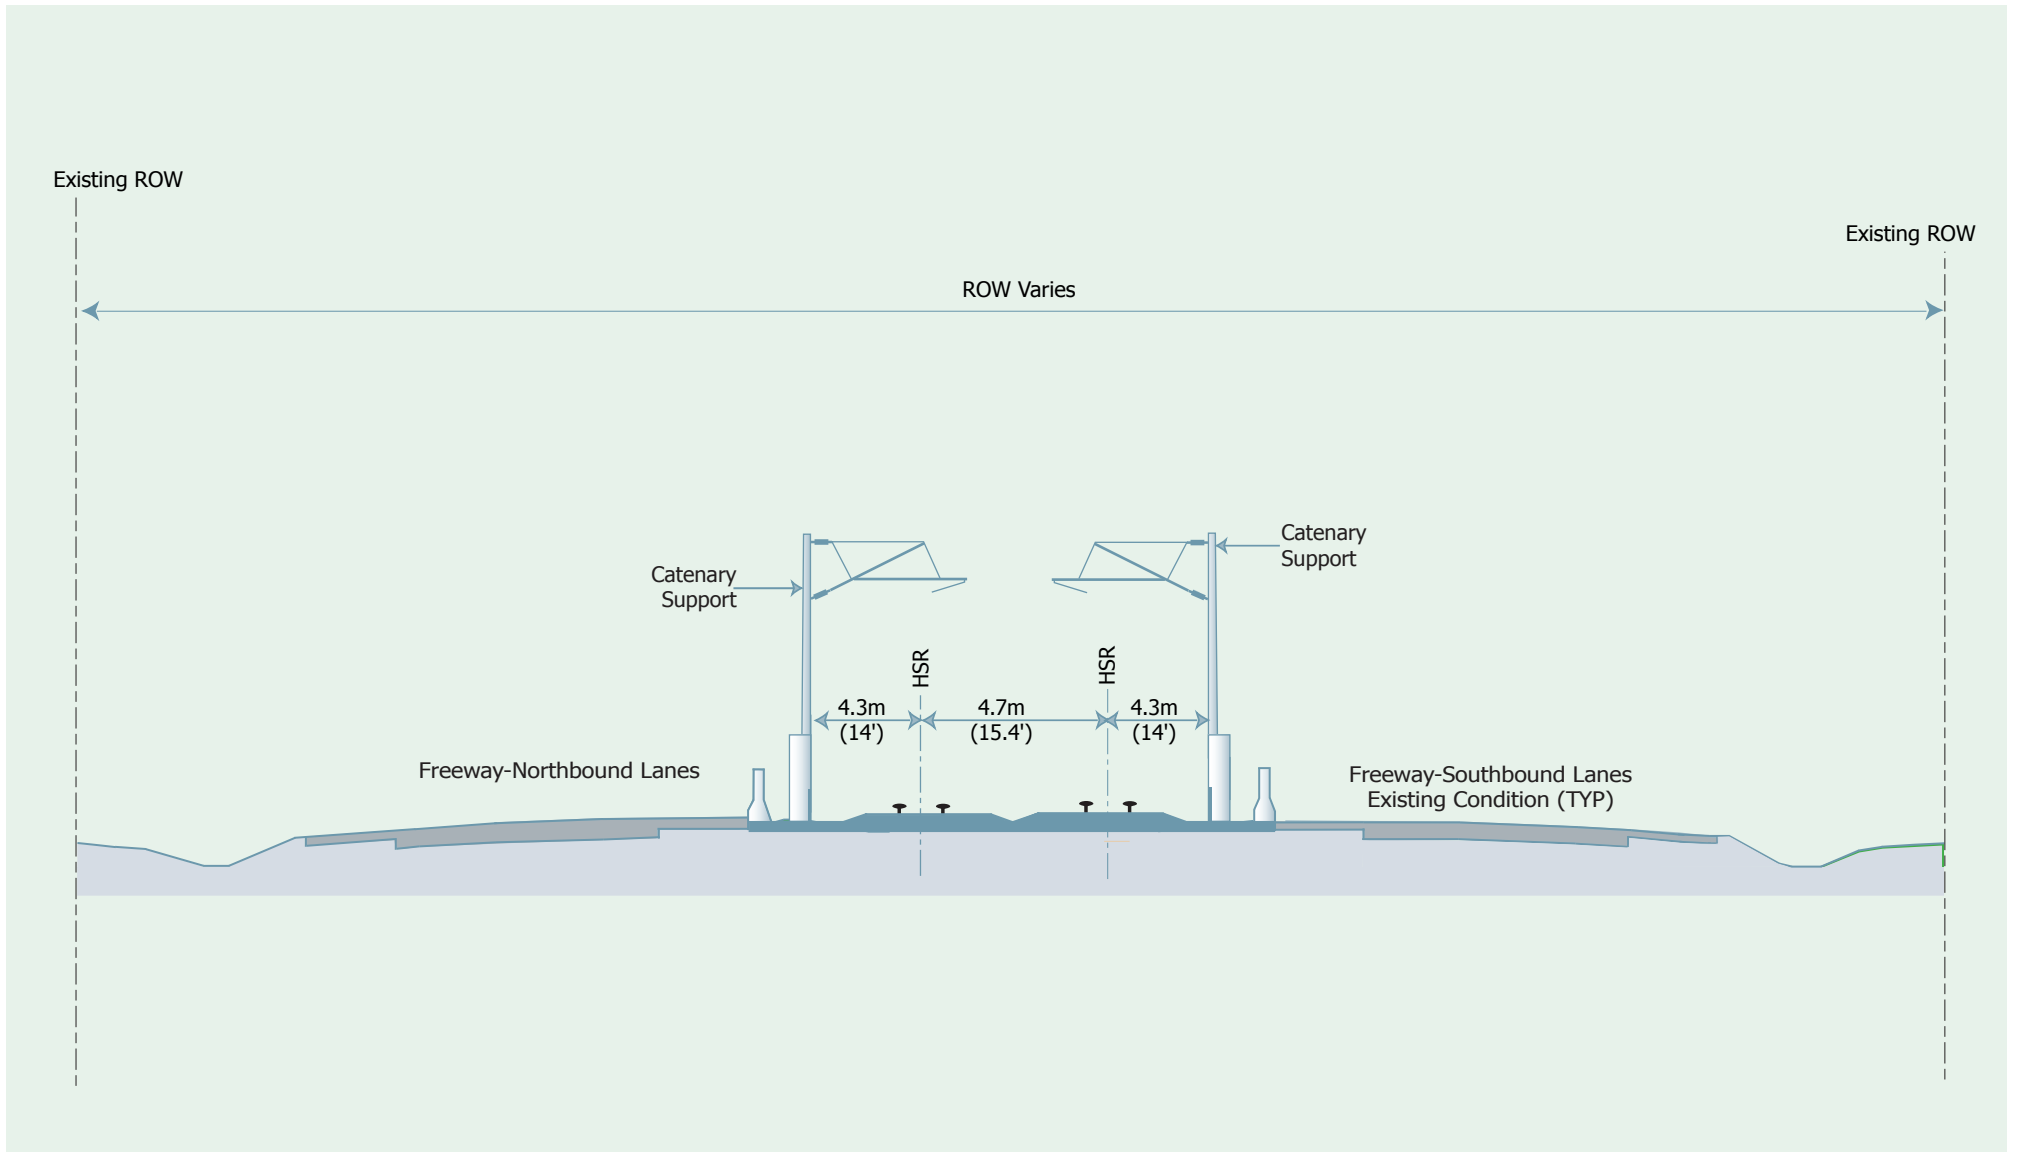 Existing ROW
Existing ROW
ROW Varies
Catenary
Support
Catenary
Support
HSR
HSR
4.3m
(14')
4.7m
(15.4')
4.3m
(14')
Freeway-Northbound Lanes
Freeway-Southbound Lanes
Existing Condition (TYP)